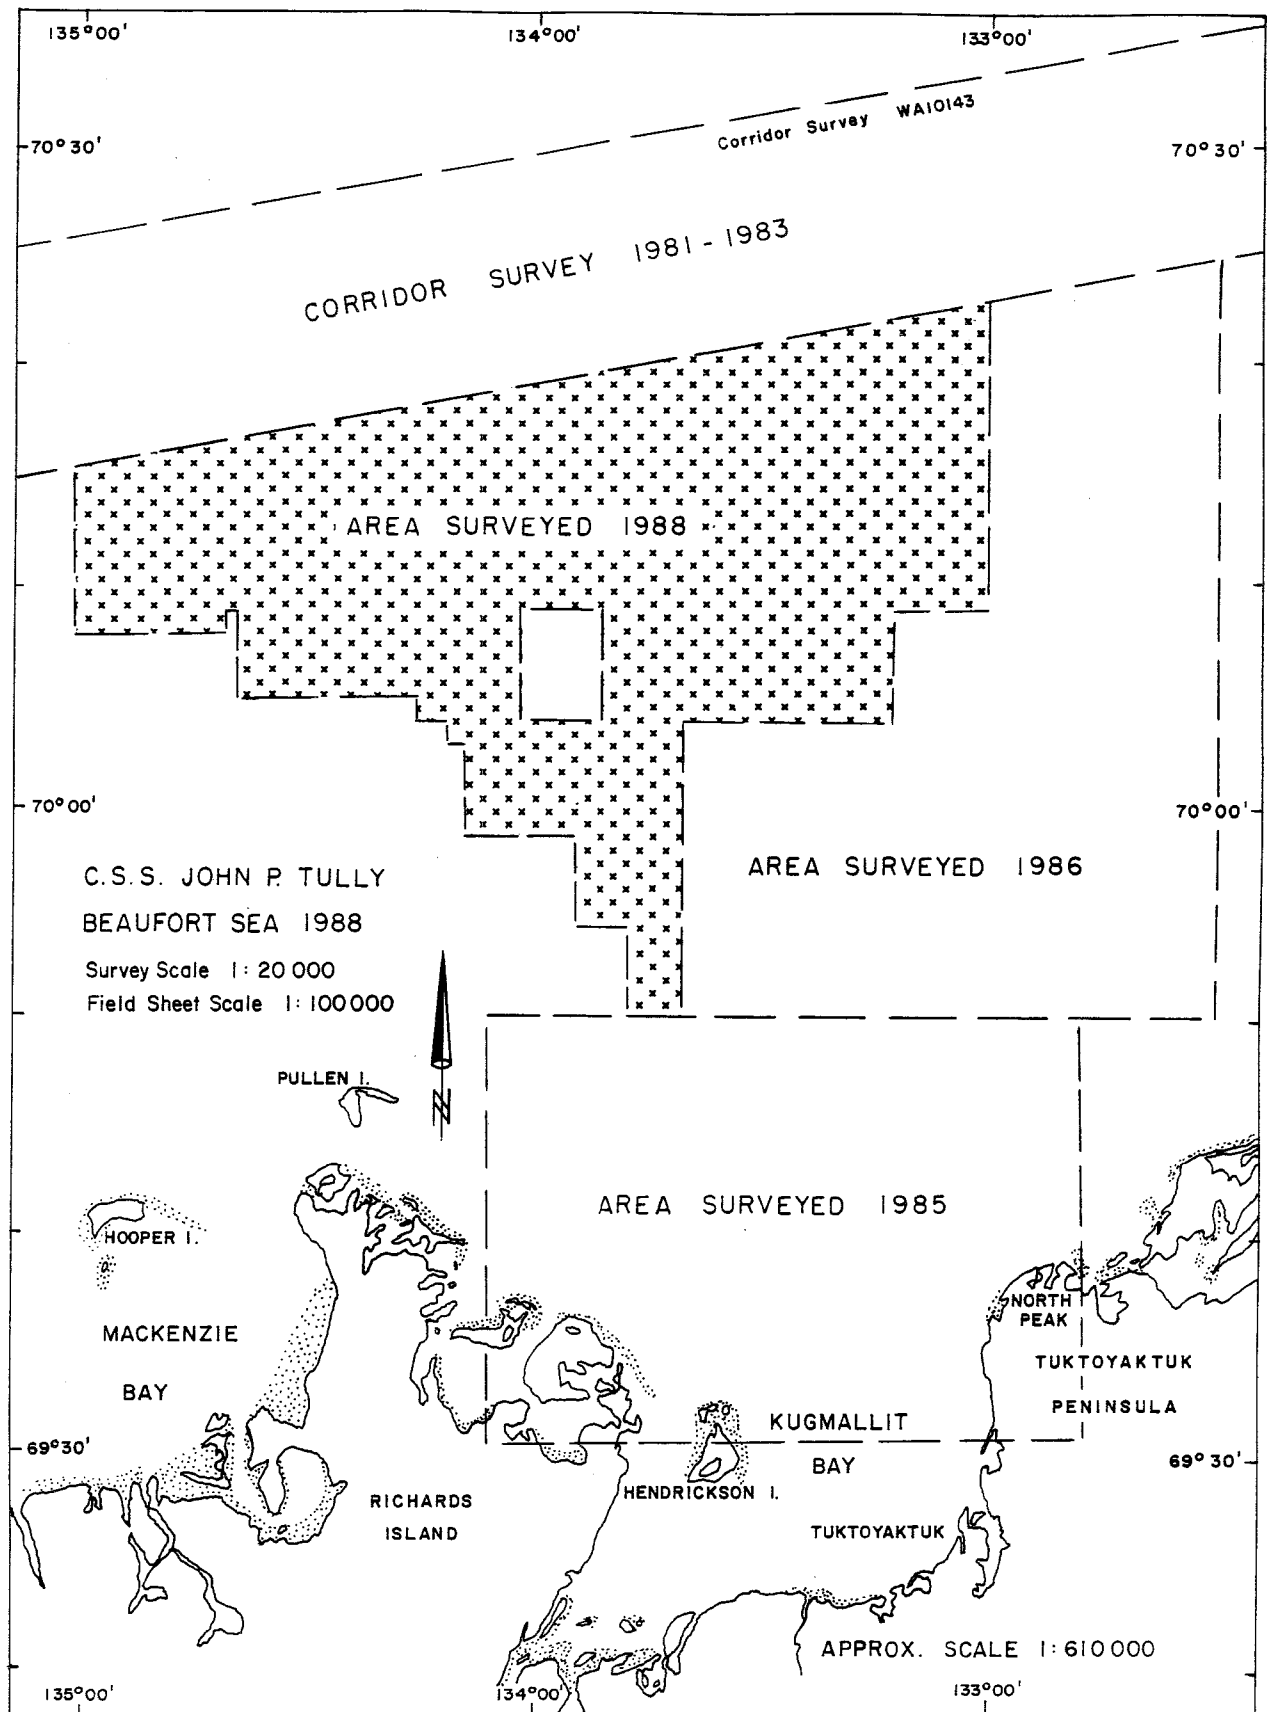 135°00'
134°00'
133°00'
Corridor Survey WA10143
70°30'
70°30'
CORRIDOR SURVEY 1981 - 1983
AREA SURVEYED 1988
70°00'
70°00'
AREA SURVEYED 1986
C.S.S. JOHN P. TULLY
BEAUFORT SEA 1988
Survey Scale 1: 20 000
Field Sheet Scale 1: 100 000
PULLEN I.
N
AREA SURVEYED 1985
HOOPER I.
NORTH
PEAK
MACKENZIE
BAY
TUKTOYAKTUK
PENINSULA
KUGMALLIT
BAY
69°30'
69°30'
HENDRICKSON I.
RICHARDS
ISLAND
TUKTOYAKTUK
APPROX. SCALE 1: 610 000
135°00'
134°00'
133°00'